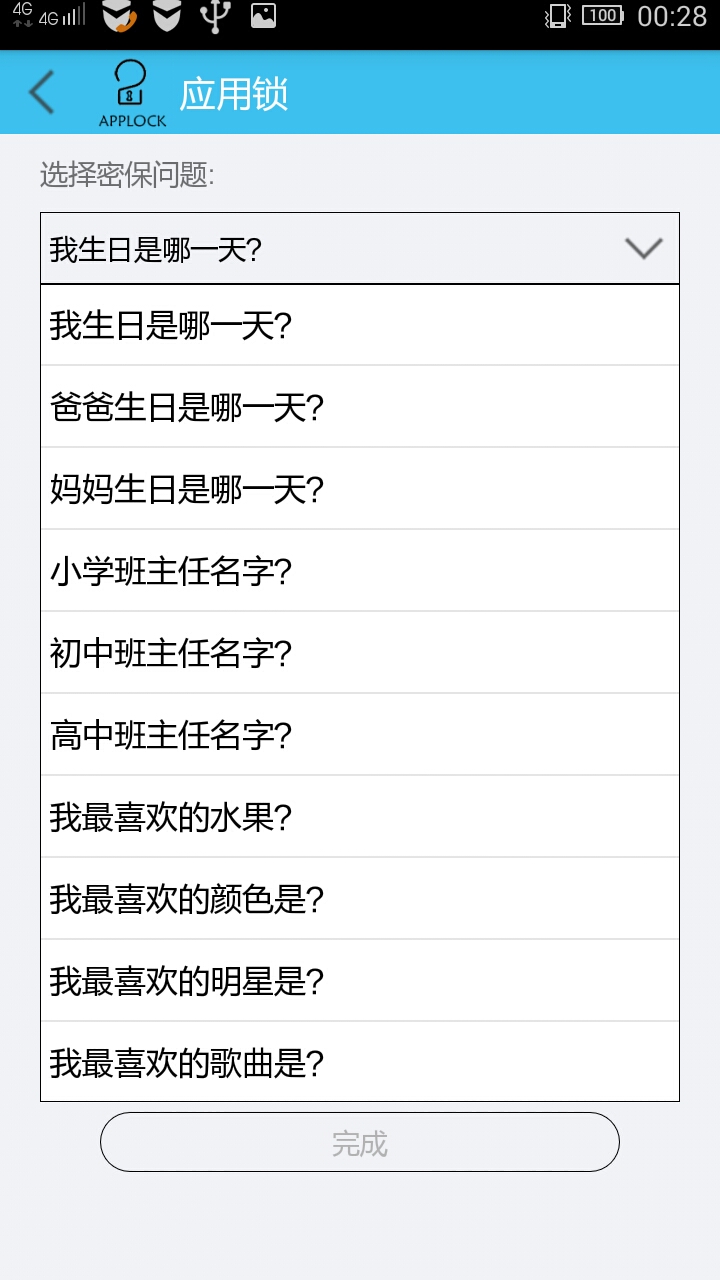 4G
4G
100
00:28
8
APPLOCK
应用锁
选择密保问题:
我生日是哪一天?
我生日是哪一天?
爸爸生日是哪一天?
妈妈生日是哪一天?
小学班主任名字?
初中班主任名字?
高中班主任名字?
我最喜欢的水果?
我最喜欢的颜色是?
我最喜欢的明星是?
我最喜欢的歌曲是?
完成